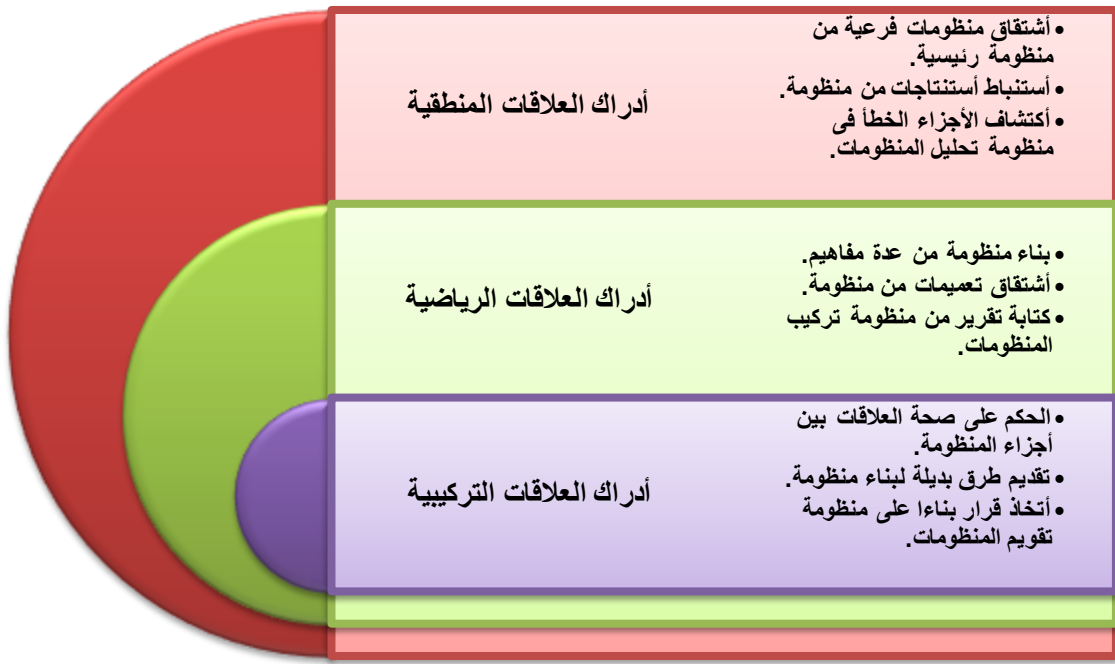 • أشتقاق منظومات فرعية من
منظومة رئيسية.
• أستنباط أستنتاجات من منظومة.
• أكتشاف الأجزاء الخطأ فى
منظومة تحليل المنظومات.
أدراك العلاقات المنطقية
• بناء منظومة من عدة مفاهيم.
• أشتقاق تعميمات من منظومة.
• كتابة تقرير من منظومة تركيب
المنظومات.
أدراك العلاقات الرياضية
• الحكم على صحة العلاقات بين
أجزاء المنظومة.
• تقديم طرق بديلة لبناء منظومة.
• أتخاذ قرار بناءا على منظومة
تقويم المنظومات.
أدراك العلاقات التركيبية